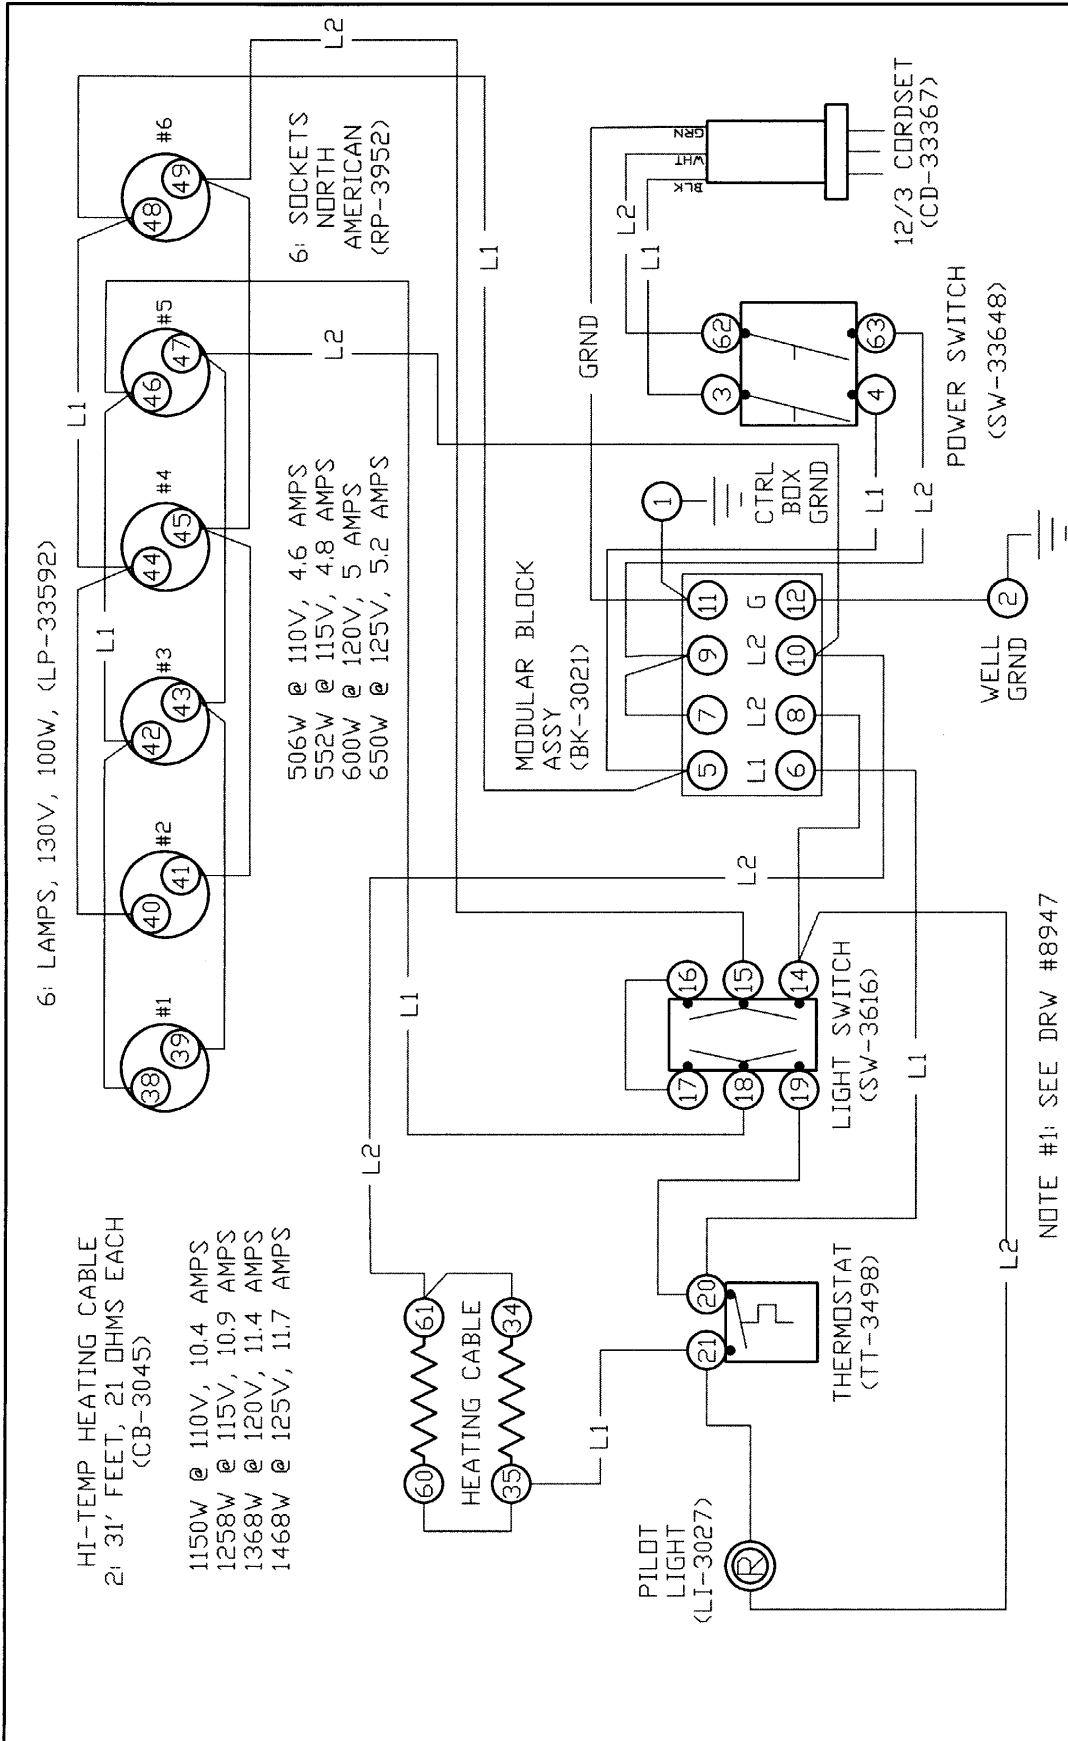 HI-TEMP HEATING CABLE
2: 31' FEET, 21 OHMS EACH
(CB-3045)
1150W @ 110V, 10.4 AMPS
1258W @ 115V, 10.9 AMPS
1368W @ 120V, 11.4 AMPS
1468W @ 125V, 11.7 AMPS
6: LAMPS, 130V, 100W, (LP-33592)
38
39
#1
40
41
#2
42
43
#3
44
45
#4
46
47
#5
48
49
#6
L1
L1
L2
L2
506W @ 110V, 4.6 AMPS
552W @ 115V, 4.8 AMPS
600W @ 120V, 5 AMPS
650W @ 125V, 5.2 AMPS
6: SOCKETS
NORTH
AMERICAN
(RP-3952)
L2
L1
L1
60
61
HEATING CABLE
35
34
L1
L2
MODULAR BLOCK
ASSY
(BK-3021)
5
7
9
11
L1
L2
L2
G
6
8
10
12
1
CTRL
BOX
GRND
GRND
L1
L2
BLK
WHT
GRN
12/3 CORDSET
(CD-33367)
3
62
4
63
POWER SWITCH
(SW-33648)
L1
L2
WELL
GRND
2
17
16
18
15
19
14
LIGHT SWITCH
(SW-3616)
L1
21
20
THERMOSTAT
(TT-3498)
PILOT
LIGHT
(LI-3027)
R
L2
NOTE #1: SEE DRW #8947